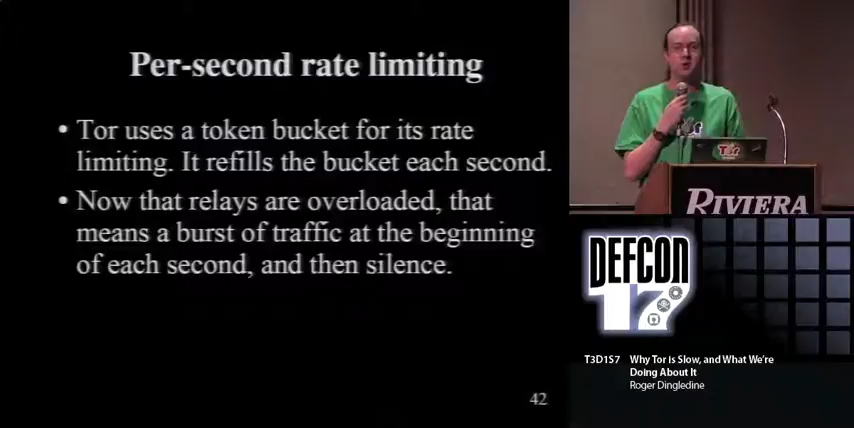 Per-second rate limiting
• Tor uses a token bucket for its rate
limiting. It refills the bucket each second.
• Now that relays are overloaded, that
means a burst of traffic at the beginning
of each second, and then silence.
42
Tor
RIVIERA
DEFCON
17
T3D1S7 Why Tor is Slow, and What We're
Doing About It
Roger Dingledine